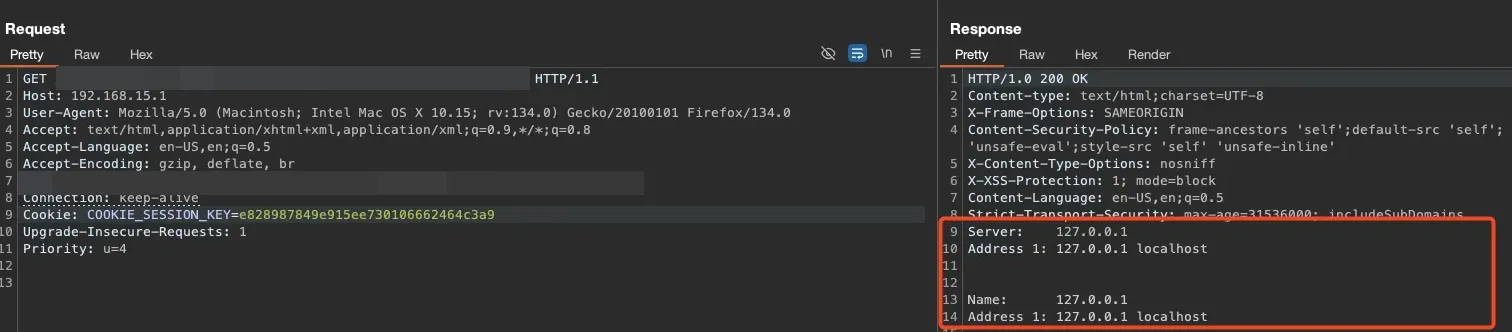 Request
Pretty Raw Hex \n
1 GET HTTP/1.1
2 Host: 192.168.15.1
3 User-Agent: Mozilla/5.0 (Macintosh; Intel Mac OS X 10.15; rv:134.0) Gecko/20100101 Firefox/134.0
4 Accept: text/html,application/xhtml+xml,application/xml;q=0.9,*/*;q=0.8
5 Accept-Language: en-US,en;q=0.5
6 Accept-Encoding: gzip, deflate, br
7
8 Connection: keep-alive
9 Cookie: COOKIE_SESSION_KEY=e828987849e915ee730106662464c3a9
10 Upgrade-Insecure-Requests: 1
11 Priority: u=4
12
13
Response
Pretty Raw Hex Render
1 HTTP/1.0 200 OK
2 Content-type: text/html;charset=UTF-8
3 X-Frame-Options: SAMEORIGIN
4 Content-Security-Policy: frame-ancestors 'self';default-src 'self';
'unsafe-eval';style-src 'self' 'unsafe-inline'
5 X-Content-Type-Options: nosniff
6 X-XSS-Protection: 1; mode=block
7 Content-Language: en-US,en;q=0.5
8 Strict-Transport-Security: max-age=31536000; includeSubDomains
9 Server: 127.0.0.1
10 Address 1: 127.0.0.1 localhost
11
12
13 Name: 127.0.0.1
14 Address 1: 127.0.0.1 localhost